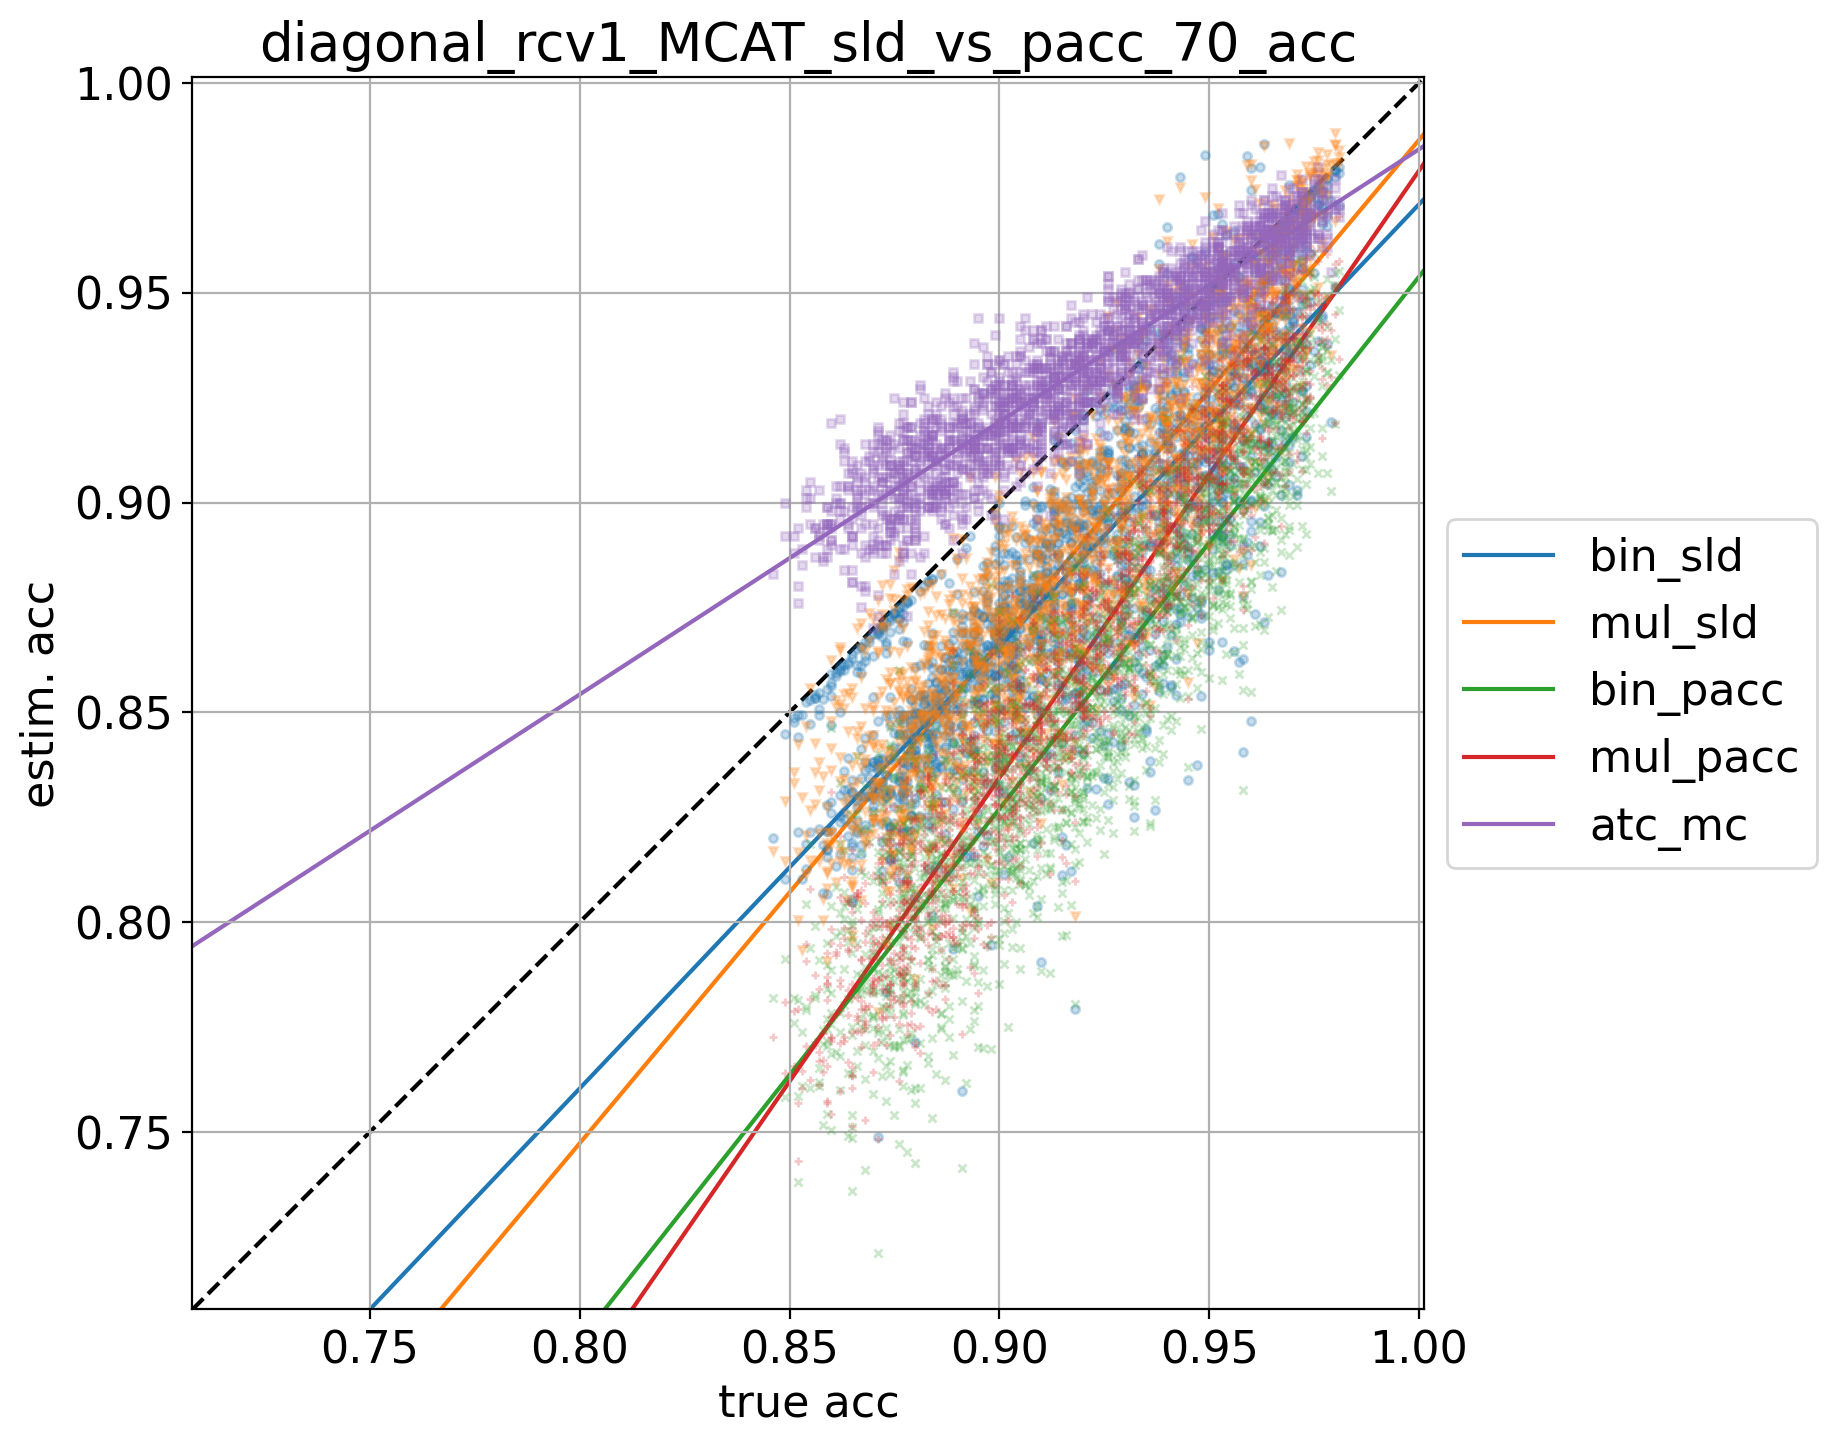 diagonal_rcv1_MCAT_sld_vs_pacc_70_acc
1.00
0.95
0.90
0.85
0.80
0.75
estim. acc
0.75 0.80 0.85 0.90 0.95 1.00
true acc
bin_sld
mul_sld
bin_pacc
mul_pacc
atc_mc